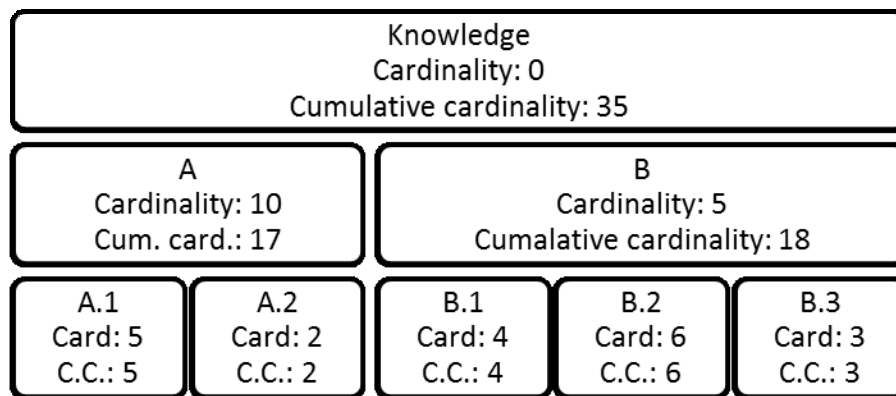 Knowledge
Cardinality: 0
Cumulative cardinality: 35
A
Cardinality: 10
Cum. card.: 17
B
Cardinality: 5
Cumalative cardinality: 18
A.1
Card: 5
C.C.: 5
A.2
Card: 2
C.C.: 2
B.1
Card: 4
C.C.: 4
B.2
Card: 6
C.C.: 6
B.3
Card: 3
C.C.: 3